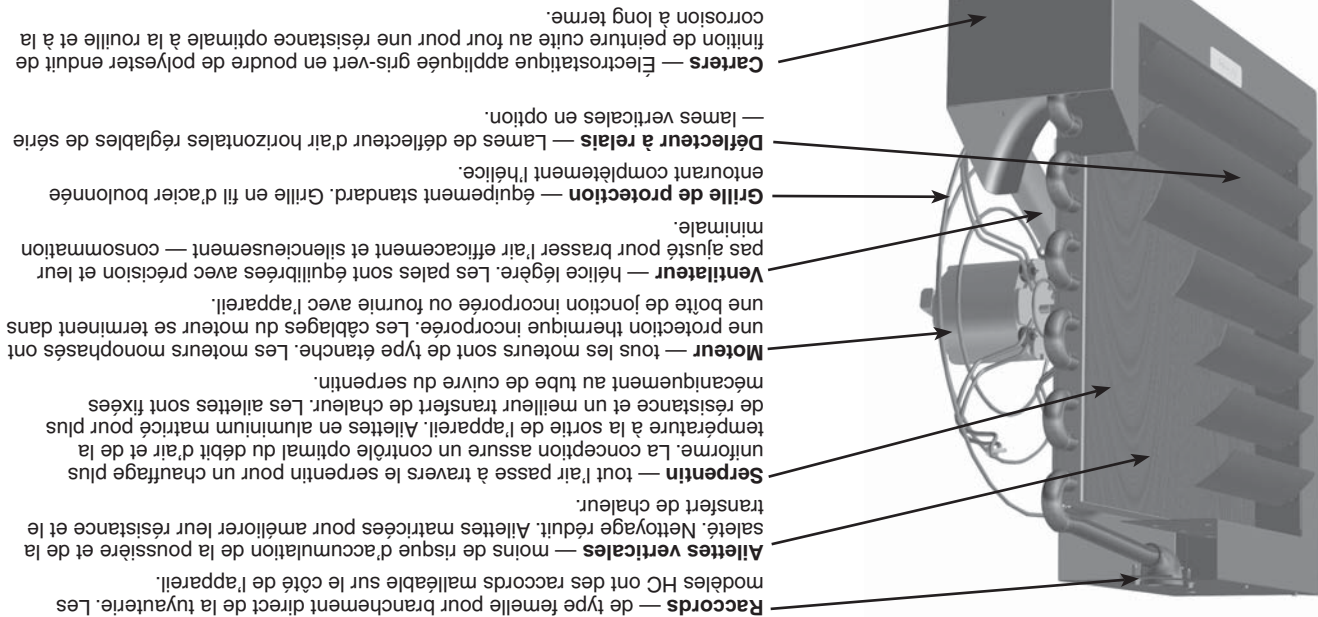 Raccords — de type femelle pour branchement direct de la tuyauterie. Les
modèles HC ont des raccords malléable sur le côté de l'appareil.
Ailettes verticales — moins de risque d'accumulation de la poussière et de la
saleté. Nettoyage réduit. Ailettes matricées pour améliorer leur résistance et le
transfert de chaleur.
Serpentin — tout l'air passe à travers le serpentin pour un chauffage plus
uniforme. La conception assure un contrôle optimal du débit d'air et de la
température à la sortie de l'appareil. Ailettes en aluminium matricé pour plus
de résistance et un meilleur transfert de chaleur. Les ailettes sont fixées
mécaniquement au tube de cuivre du serpentin.
Moteur — tous les moteurs sont de type étanche. Les moteurs monophasés ont
une protection thermique incorporée. Les câblages du moteur se terminent dans
une boîte de jonction incorporée ou fournie avec l'appareil.
Ventilateur — hélice légère. Les pales sont équilibrées avec précision et leur
pas ajusté pour brasser l'air efficacement et silencieusement — consommation
minimale.
Grille de protection — équipement standard. Grille en fil d'acier boulonnée
entourant complètement l'hélice.
Déflecteur à relais — Lames de déflecteur d'air horizontales réglables de série
— lames verticales en option.
Carters — Électrostatique appliquée gris-vert en poudre de polyester enduit de
finition de peinture cuite au four pour une résistance optimale à la rouille et à la
corrosion à long terme.